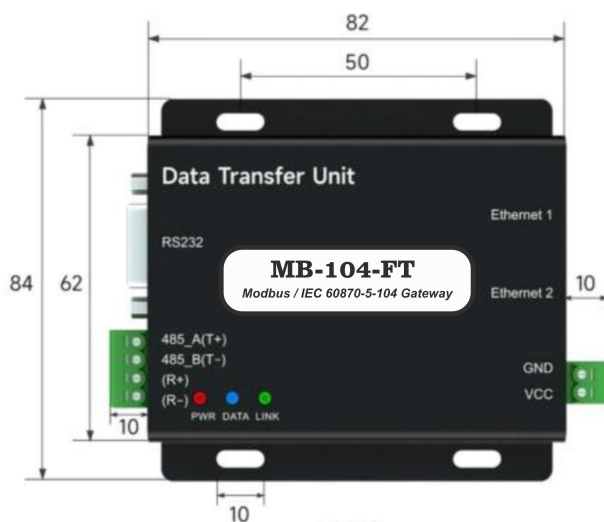 82
50
Data Transfer Unit
Ethernet 1
RS232
MB-104-FT
Modbus / IEC 60870-5-104 Gateway
Ethernet 2
84
62
10
485_A(T+)
485_B(T-)
(R+)
(R-)
GND
VCC
PWR DATA LINK
10
10